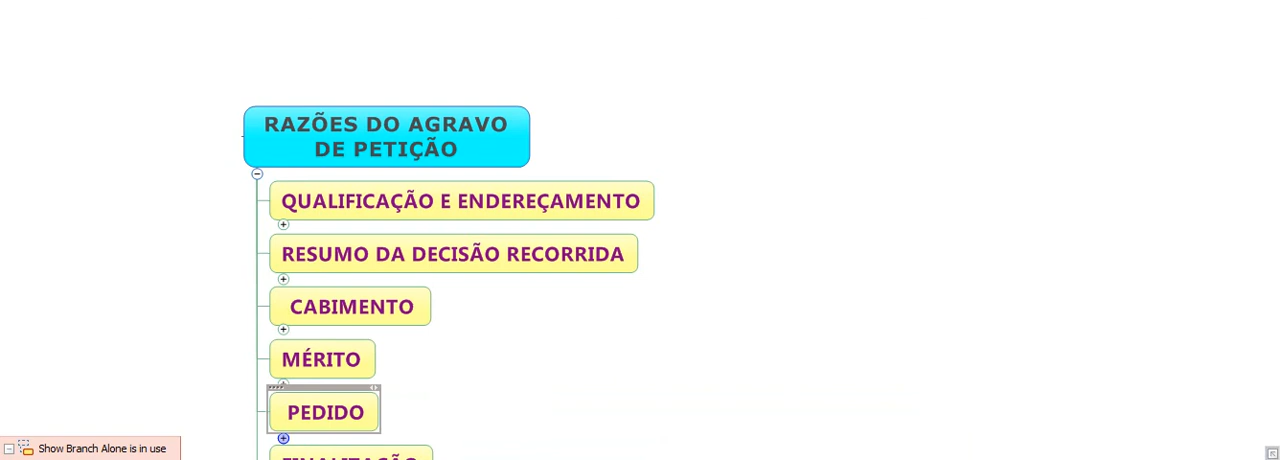 RAZÕES DO AGRAVO
DE PETIÇÃO
QUALIFICAÇÃO E ENDEREÇAMENTO
RESUMO DA DECISÃO RECORRIDA
CABIMENTO
MÉRITO
PEDIDO
FINALIZAÇÃO
Show Branch Alone is in use